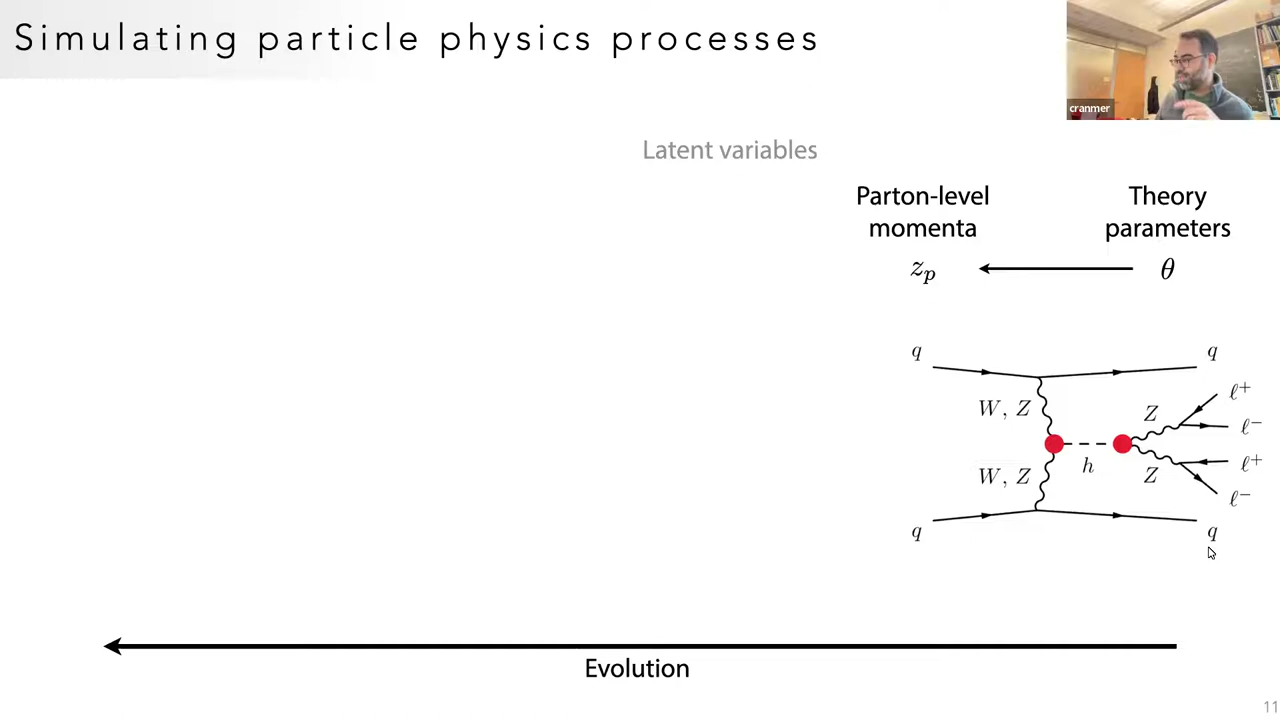 Simulating particle physics processes
cranmer
Latent variables
Parton-level
momenta
Theory
parameters
z_p
θ
q
q
W, Z
Z
ℓ+
ℓ−
h
W, Z
Z
ℓ+
ℓ−
q
q
Evolution
11